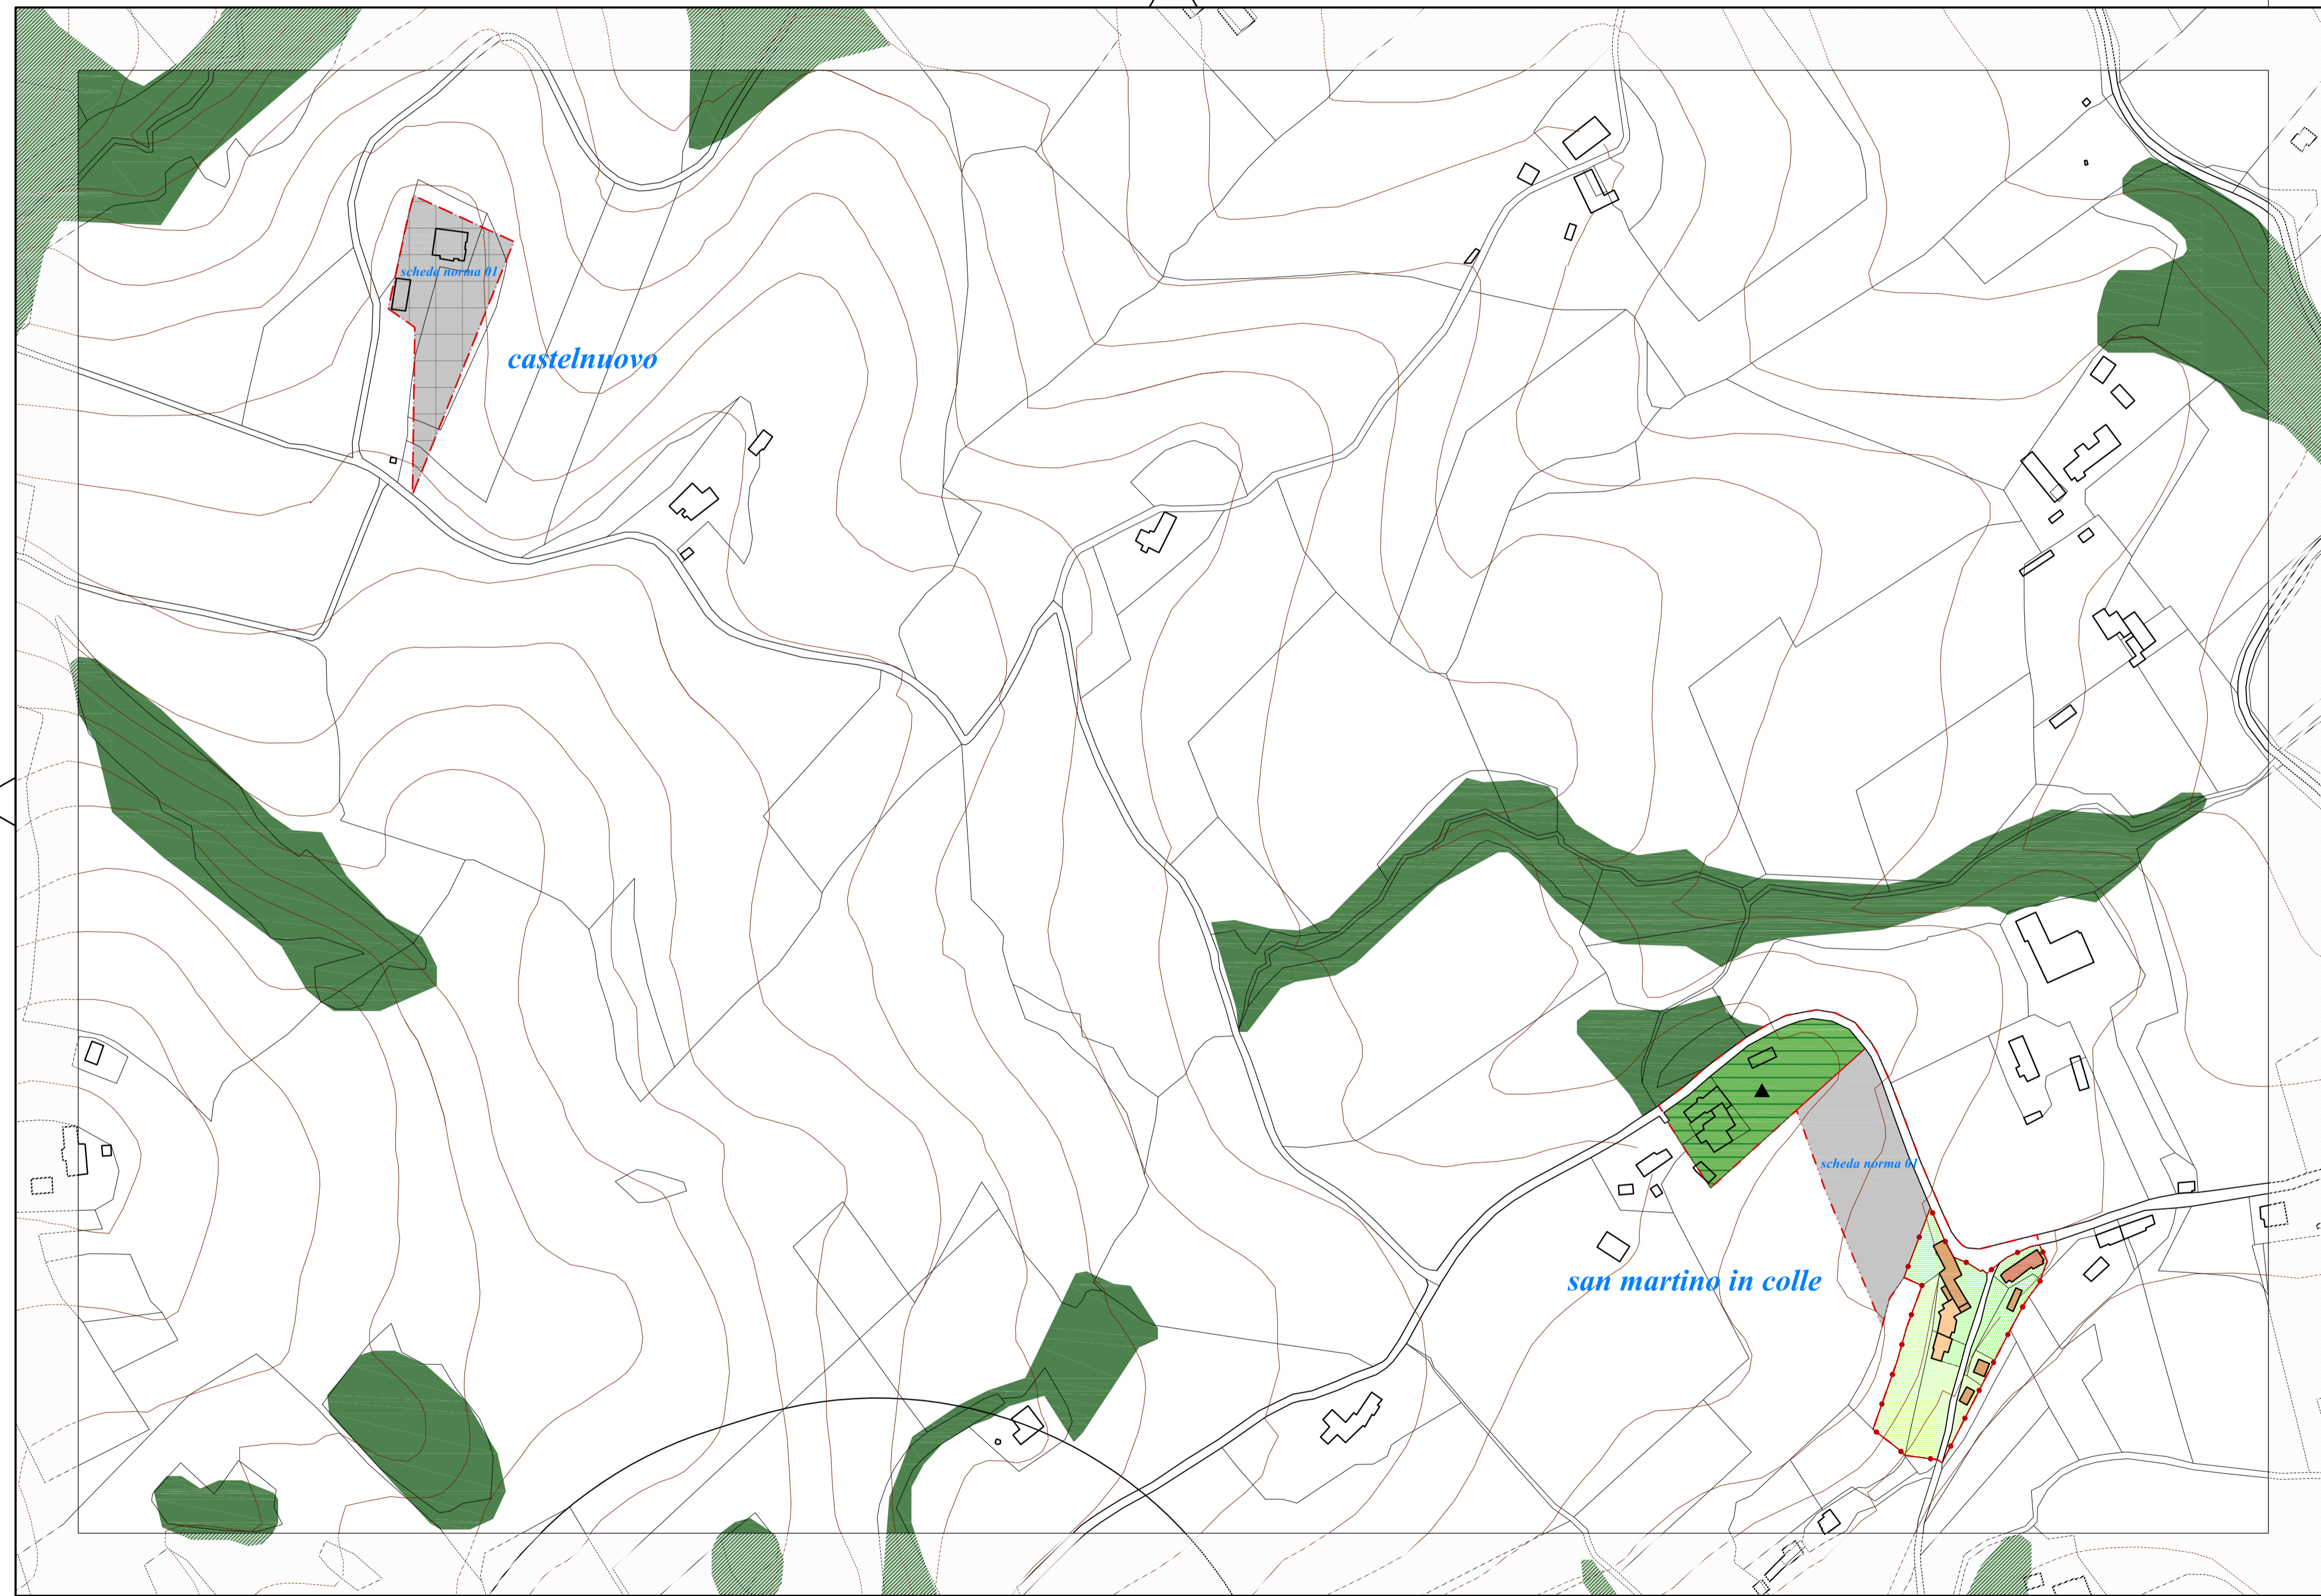 scheda norma 01
castelnuovo
scheda norma 01
san martino in colle